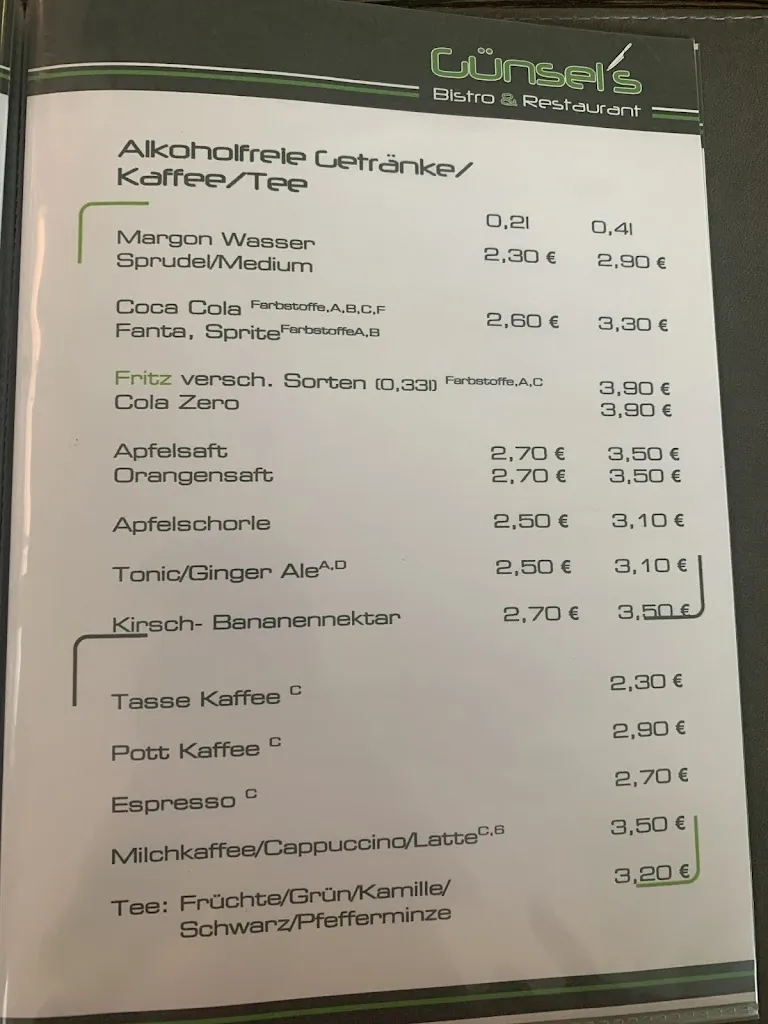 Günsel's
Bistro & Restaurant
Alkoholfreie Getränke/
Kaffee/Tee
0,2l 0,4l
Margon Wasser
Sprudel/Medium 2,30 € 2,90 €
Coca Cola Farbstoffe,A,B,C,F
Fanta, Sprite FarbstoffeA,B 2,60 € 3,30 €
Fritz versch. Sorten (0,33l) Farbstoffe,A,C 3,90 €
Cola Zero 3,90 €
Apfelsaft 2,70 € 3,50 €
Orangensaft 2,70 € 3,50 €
Apfelschorle 2,50 € 3,10 €
Tonic/Ginger Ale A,D 2,50 € 3,10 €
Kirsch- Bananennektar 2,70 € 3,50 €
Tasse Kaffee C 2,30 €
Pott Kaffee C 2,90 €
Espresso C 2,70 €
Milchkaffee/Cappuccino/Latte C,6 3,50 €
Tee: Früchte/Grün/Kamille/ 3,20 €
Schwarz/Pfefferminze